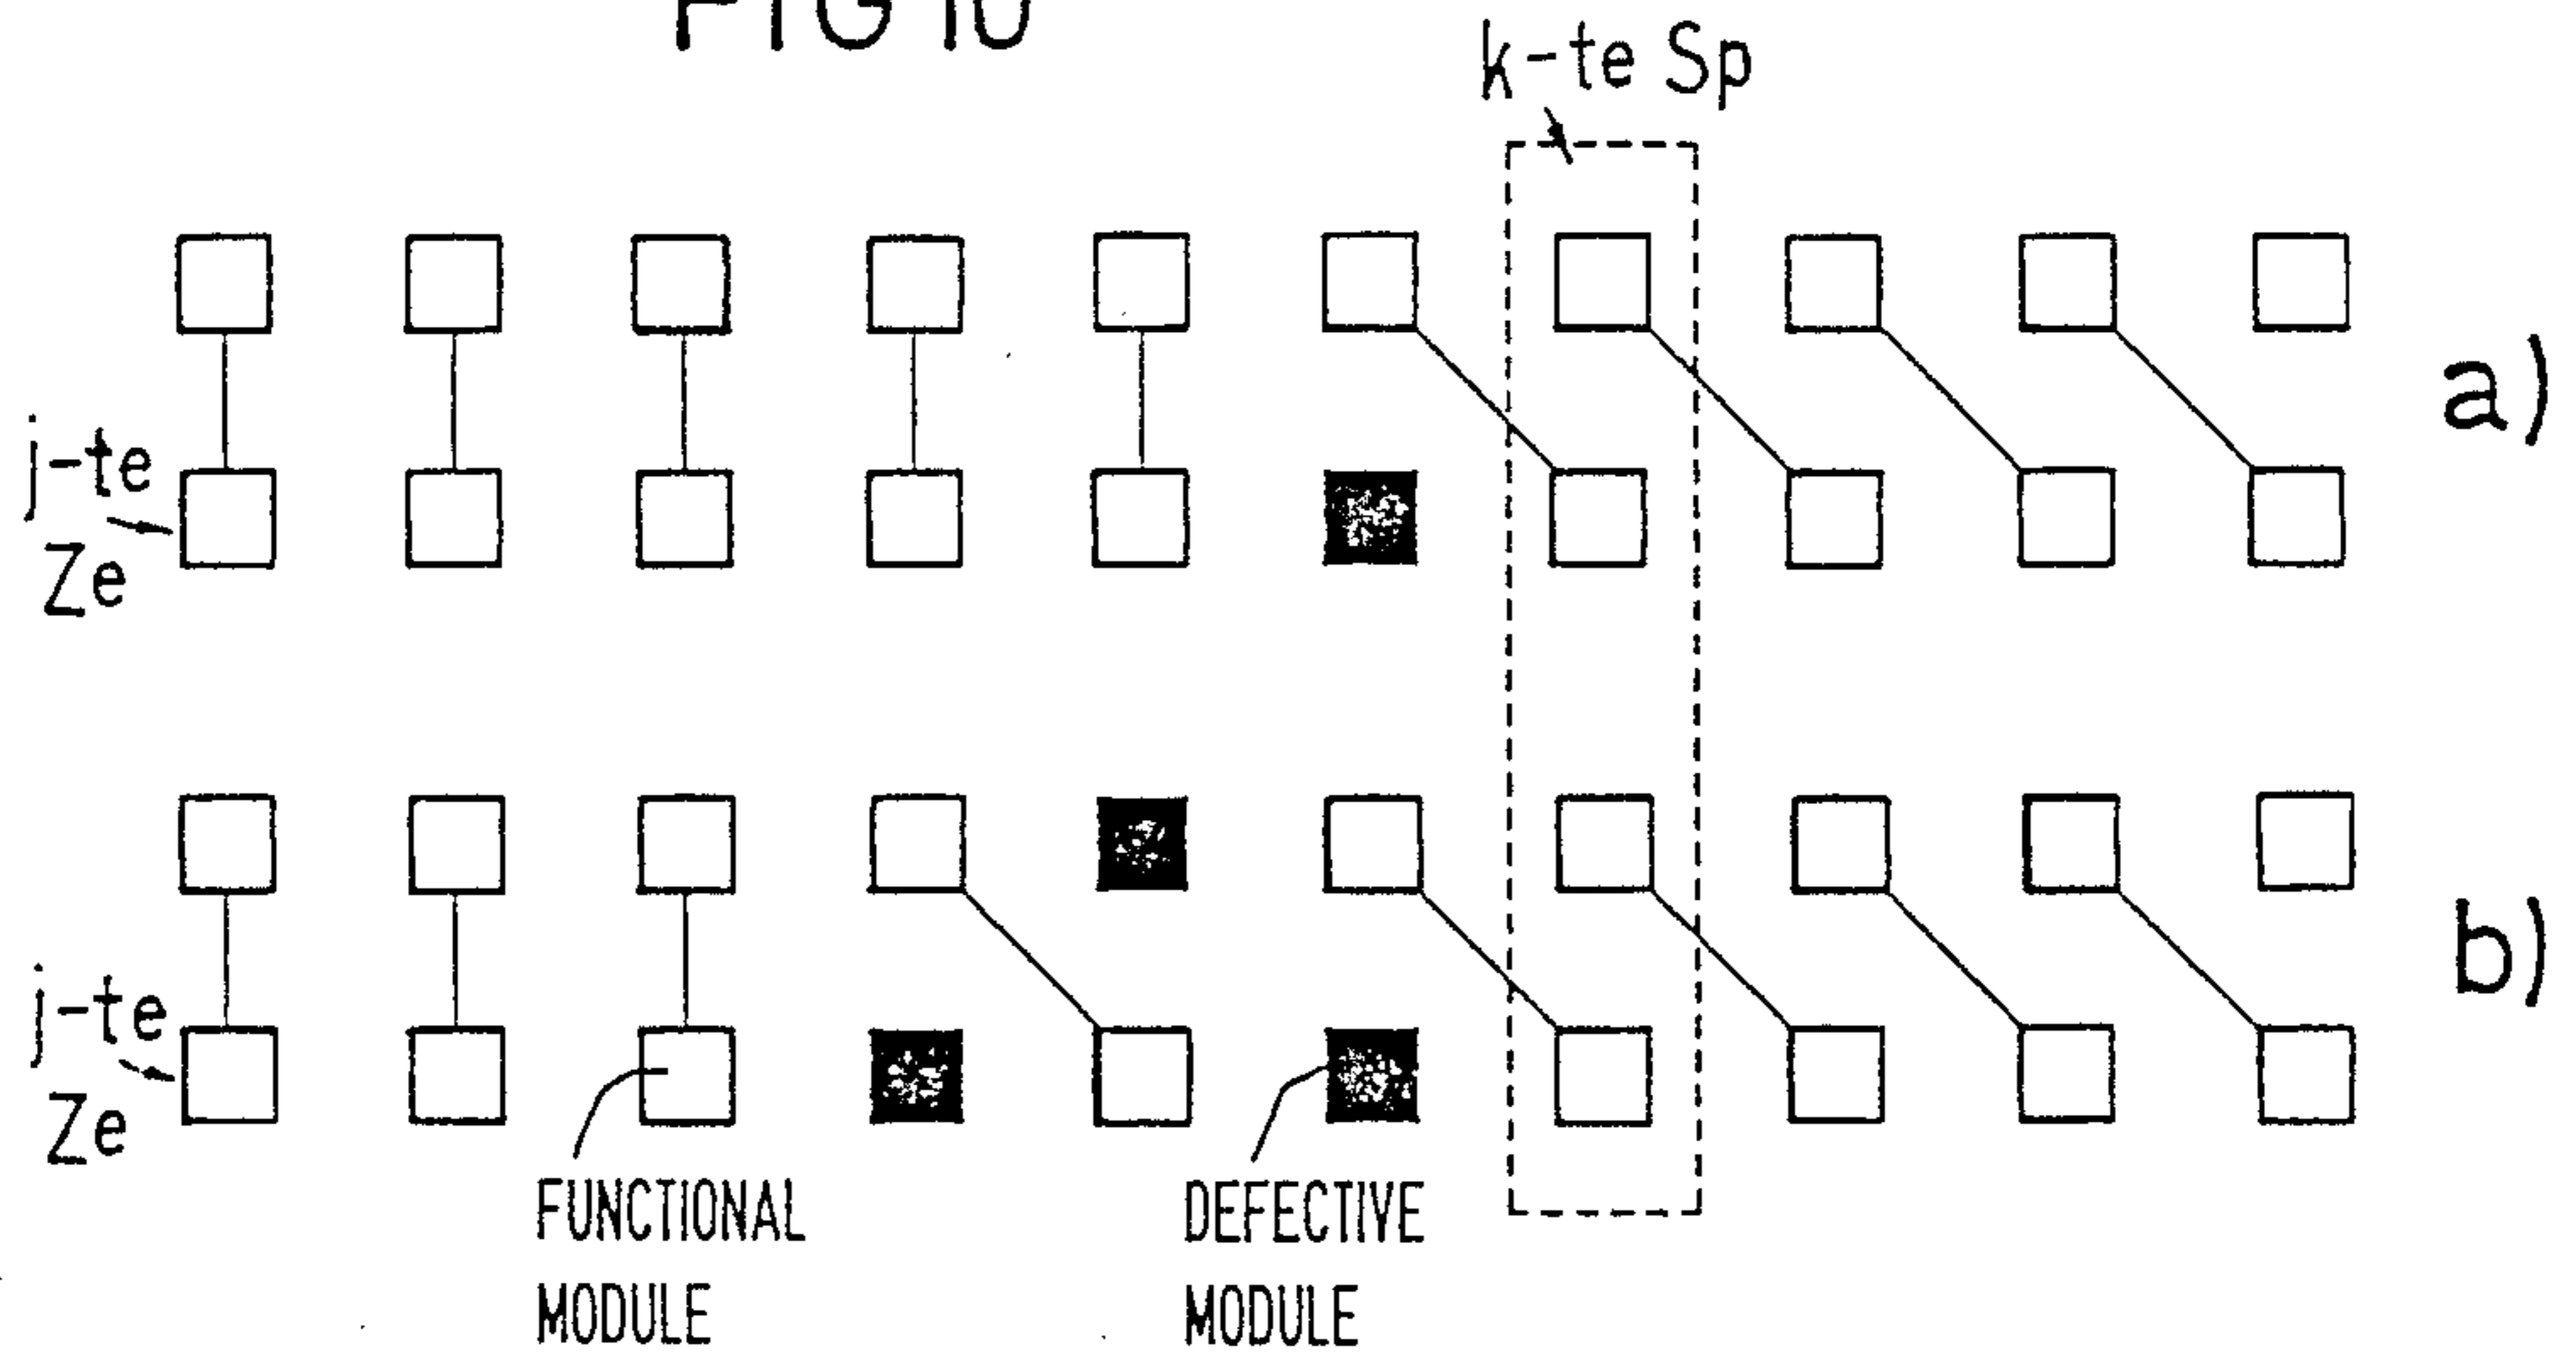 FIG 10
k-te Sp
a)
j-te
Ze
b)
j-te
Ze
FUNCTIONAL
MODULE
DEFECTIVE
MODULE